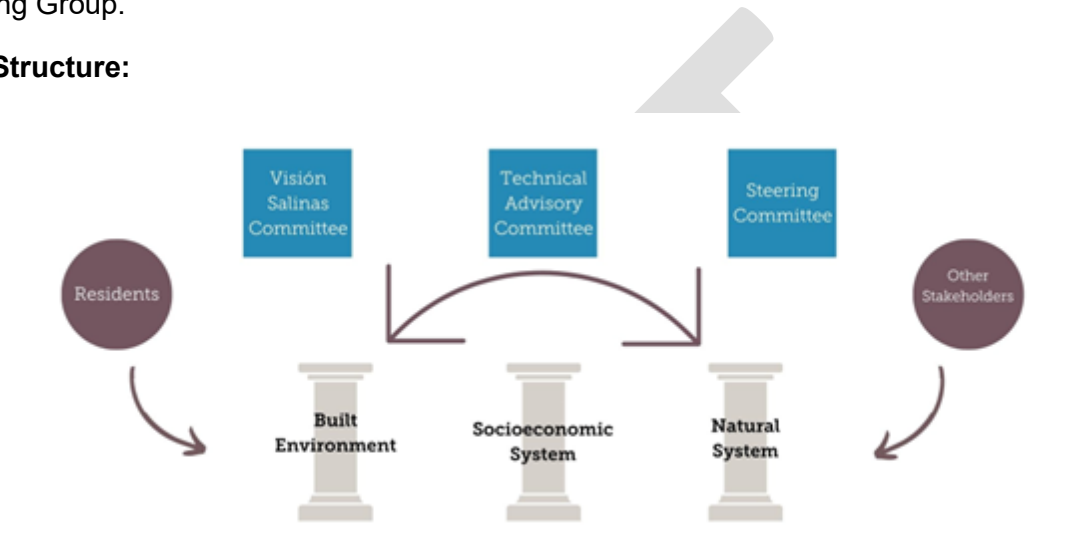 ng Group.
Structure:
Visión
Salinas
Committee
Technical
Advisory
Committee
Steering
Committee
Residents
Other
Stakeholders
Built
Environment
Socioeconomic
System
Natural
System